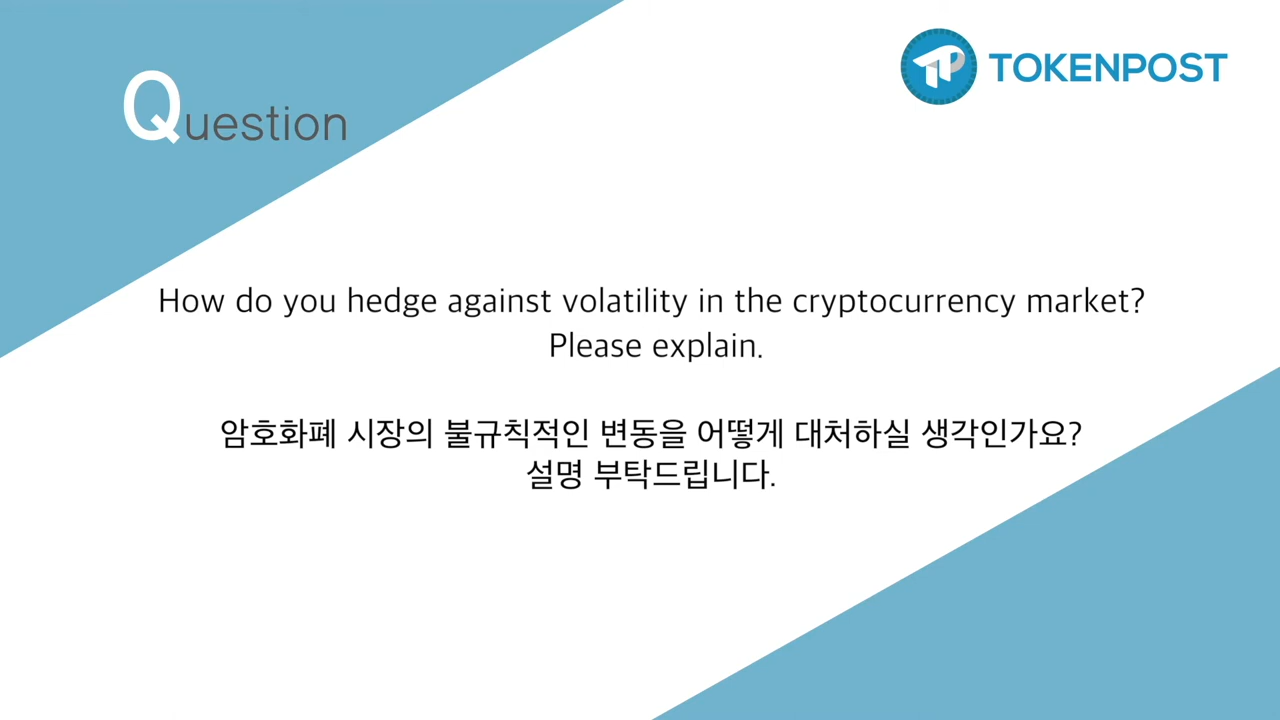 Question
TOKENPOST
How do you hedge against volatility in the cryptocurrency market?
Please explain.
암호화폐 시장의 불규칙적인 변동을 어떻게 대처하실 생각인가요?
설명 부탁드립니다.